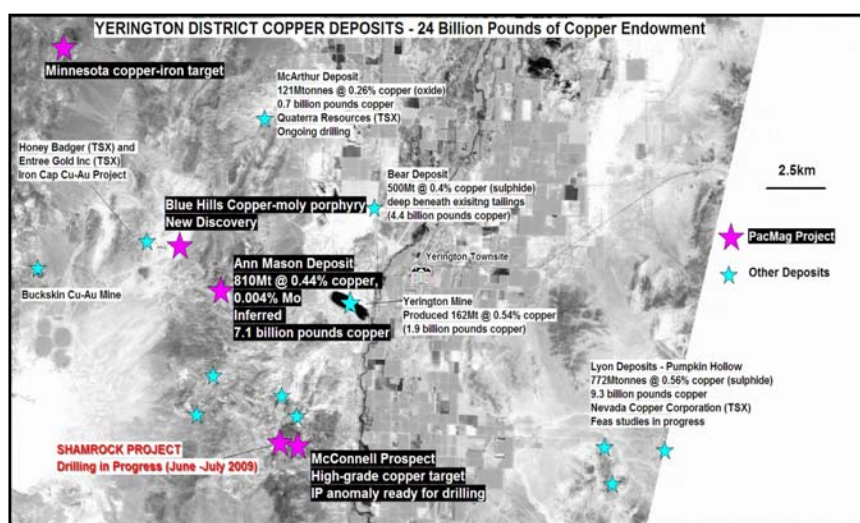 YERINGTON DISTRICT COPPER DEPOSITS - 24 Billion Pounds of Copper Endowment
Minnesota copper-iron target
McArthur Deposit
121Mtonnes @ 0.26% copper (oxide)
0.7 billion pounds copper
Quaterra Resources (TSX)
Ongoing drilling
Honey Badger (TSX) and
Entree Gold Inc (TSX)
Iron Cap Cu-Au Project
Bear Deposit
500Mt @ 0.4% copper (sulphide)
deep beneath exisitng tailings
(4.4 billion pounds copper)
2.5km
Blue Hills Copper-moly porphyry
New Discovery
PacMag Project
Other Deposits
Yerington Townsite
Ann Mason Deposit
810Mt @ 0.44% copper,
0.004% Mo
Inferred
7.1 billion pounds copper
Buckskin Cu-Au Mine
Yerington Mine
Produced 162Mt @ 0.54% copper
(1.9 billion pounds copper)
Lyon Deposits - Pumpkin Hollow
772Mtonnes @ 0.56% copper (sulphide)
9.3 billion pounds copper
Nevada Copper Corporation (TSX)
Feas studies in progress
SHAMROCK PROJECT
Drilling in Progress (June -July 2009)
McConnell Prospect
High-grade copper target
IP anomaly ready for drilling